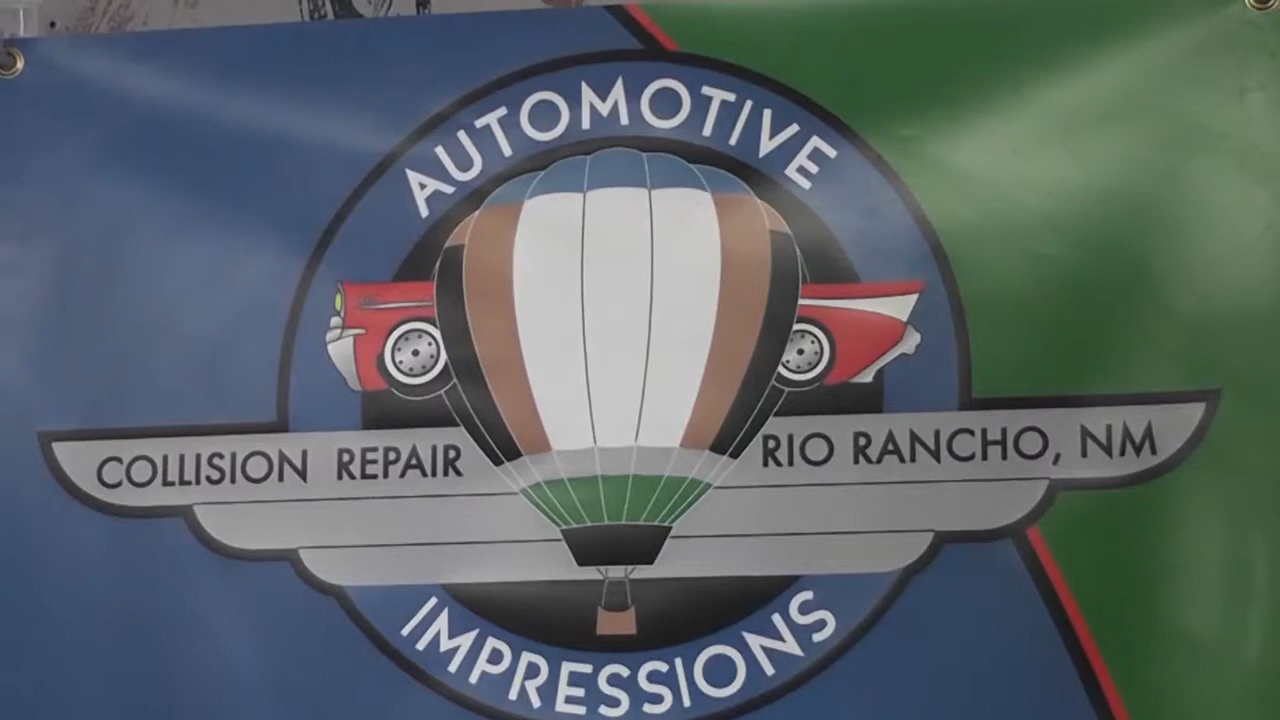 AUTOMOTIVE
COLLISION REPAIR
RIO RANCHO, NM
IMPRESSIONS